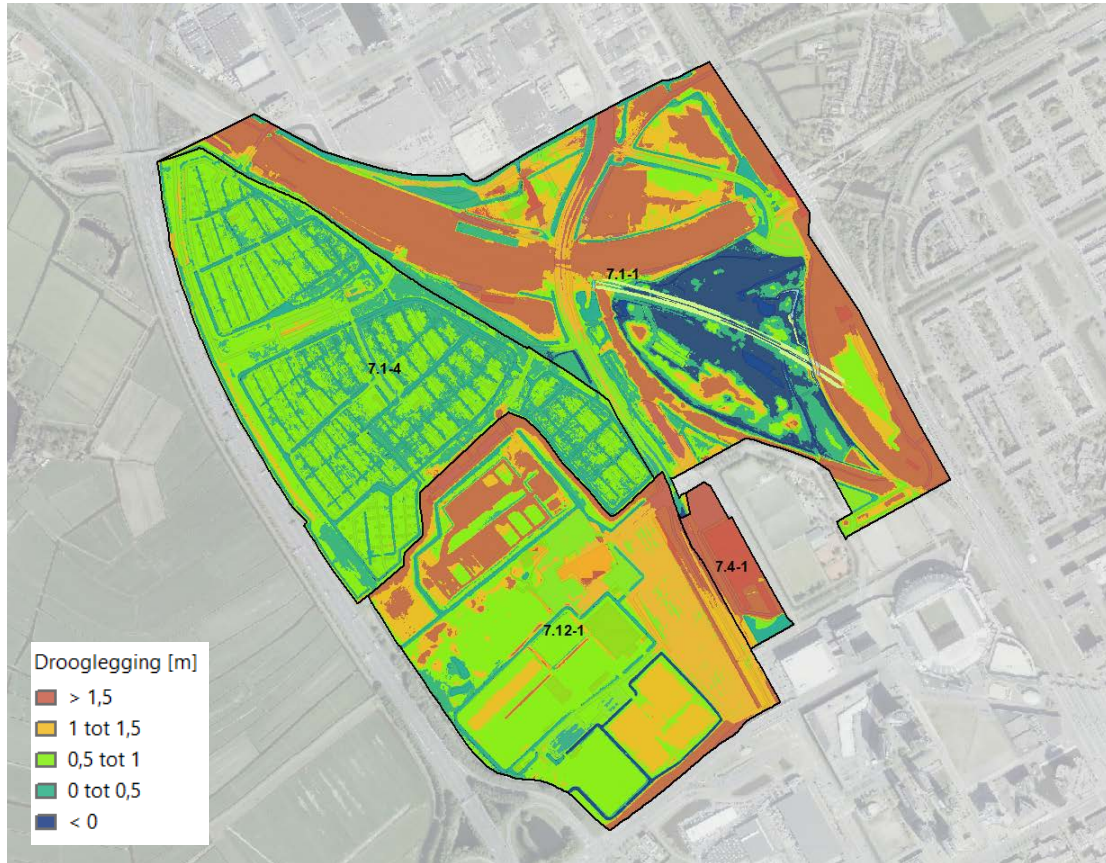 7.1-1
7.1-4
7.4-1
7.12-1
Drooglegging [m]
> 1,5
1 tot 1,5
0,5 tot 1
0 tot 0,5
< 0